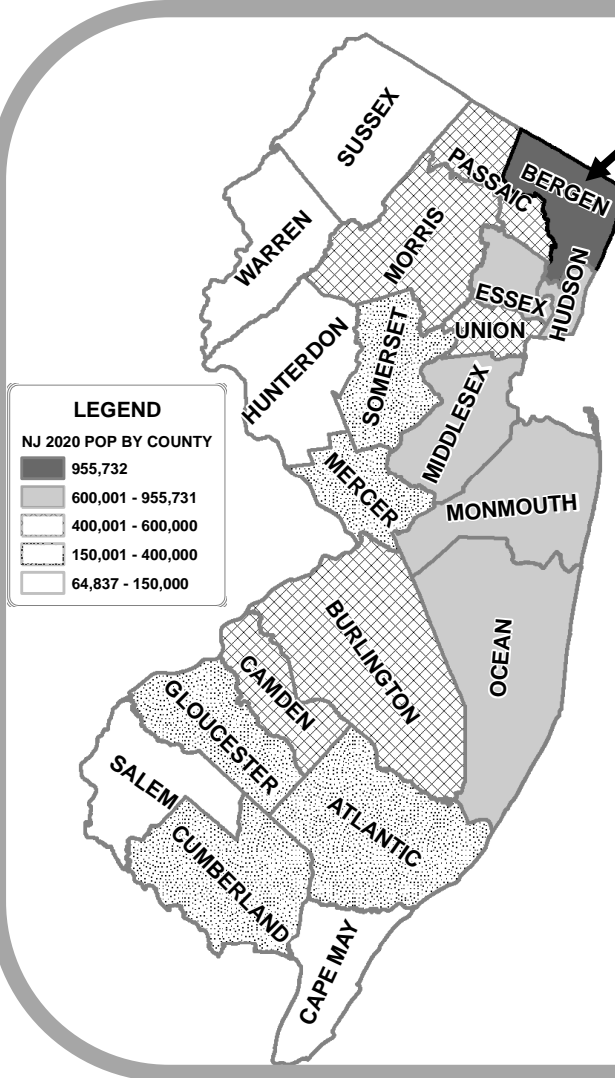 SUSSEX
PASSAIC
BERGEN
WARREN
MORRIS
ESSEX
HUDSON
UNION
HUNTERDON
SOMERSET
MIDDLESEX
LEGEND
NJ 2020 POP BY COUNTY
955,732
600,001 - 955,731
400,001 - 600,000
150,001 - 400,000
64,837 - 150,000
MERCER
MONMOUTH
BURLINGTON
OCEAN
CAMDEN
GLOUCESTER
SALEM
ATLANTIC
CUMBERLAND
CAPE MAY